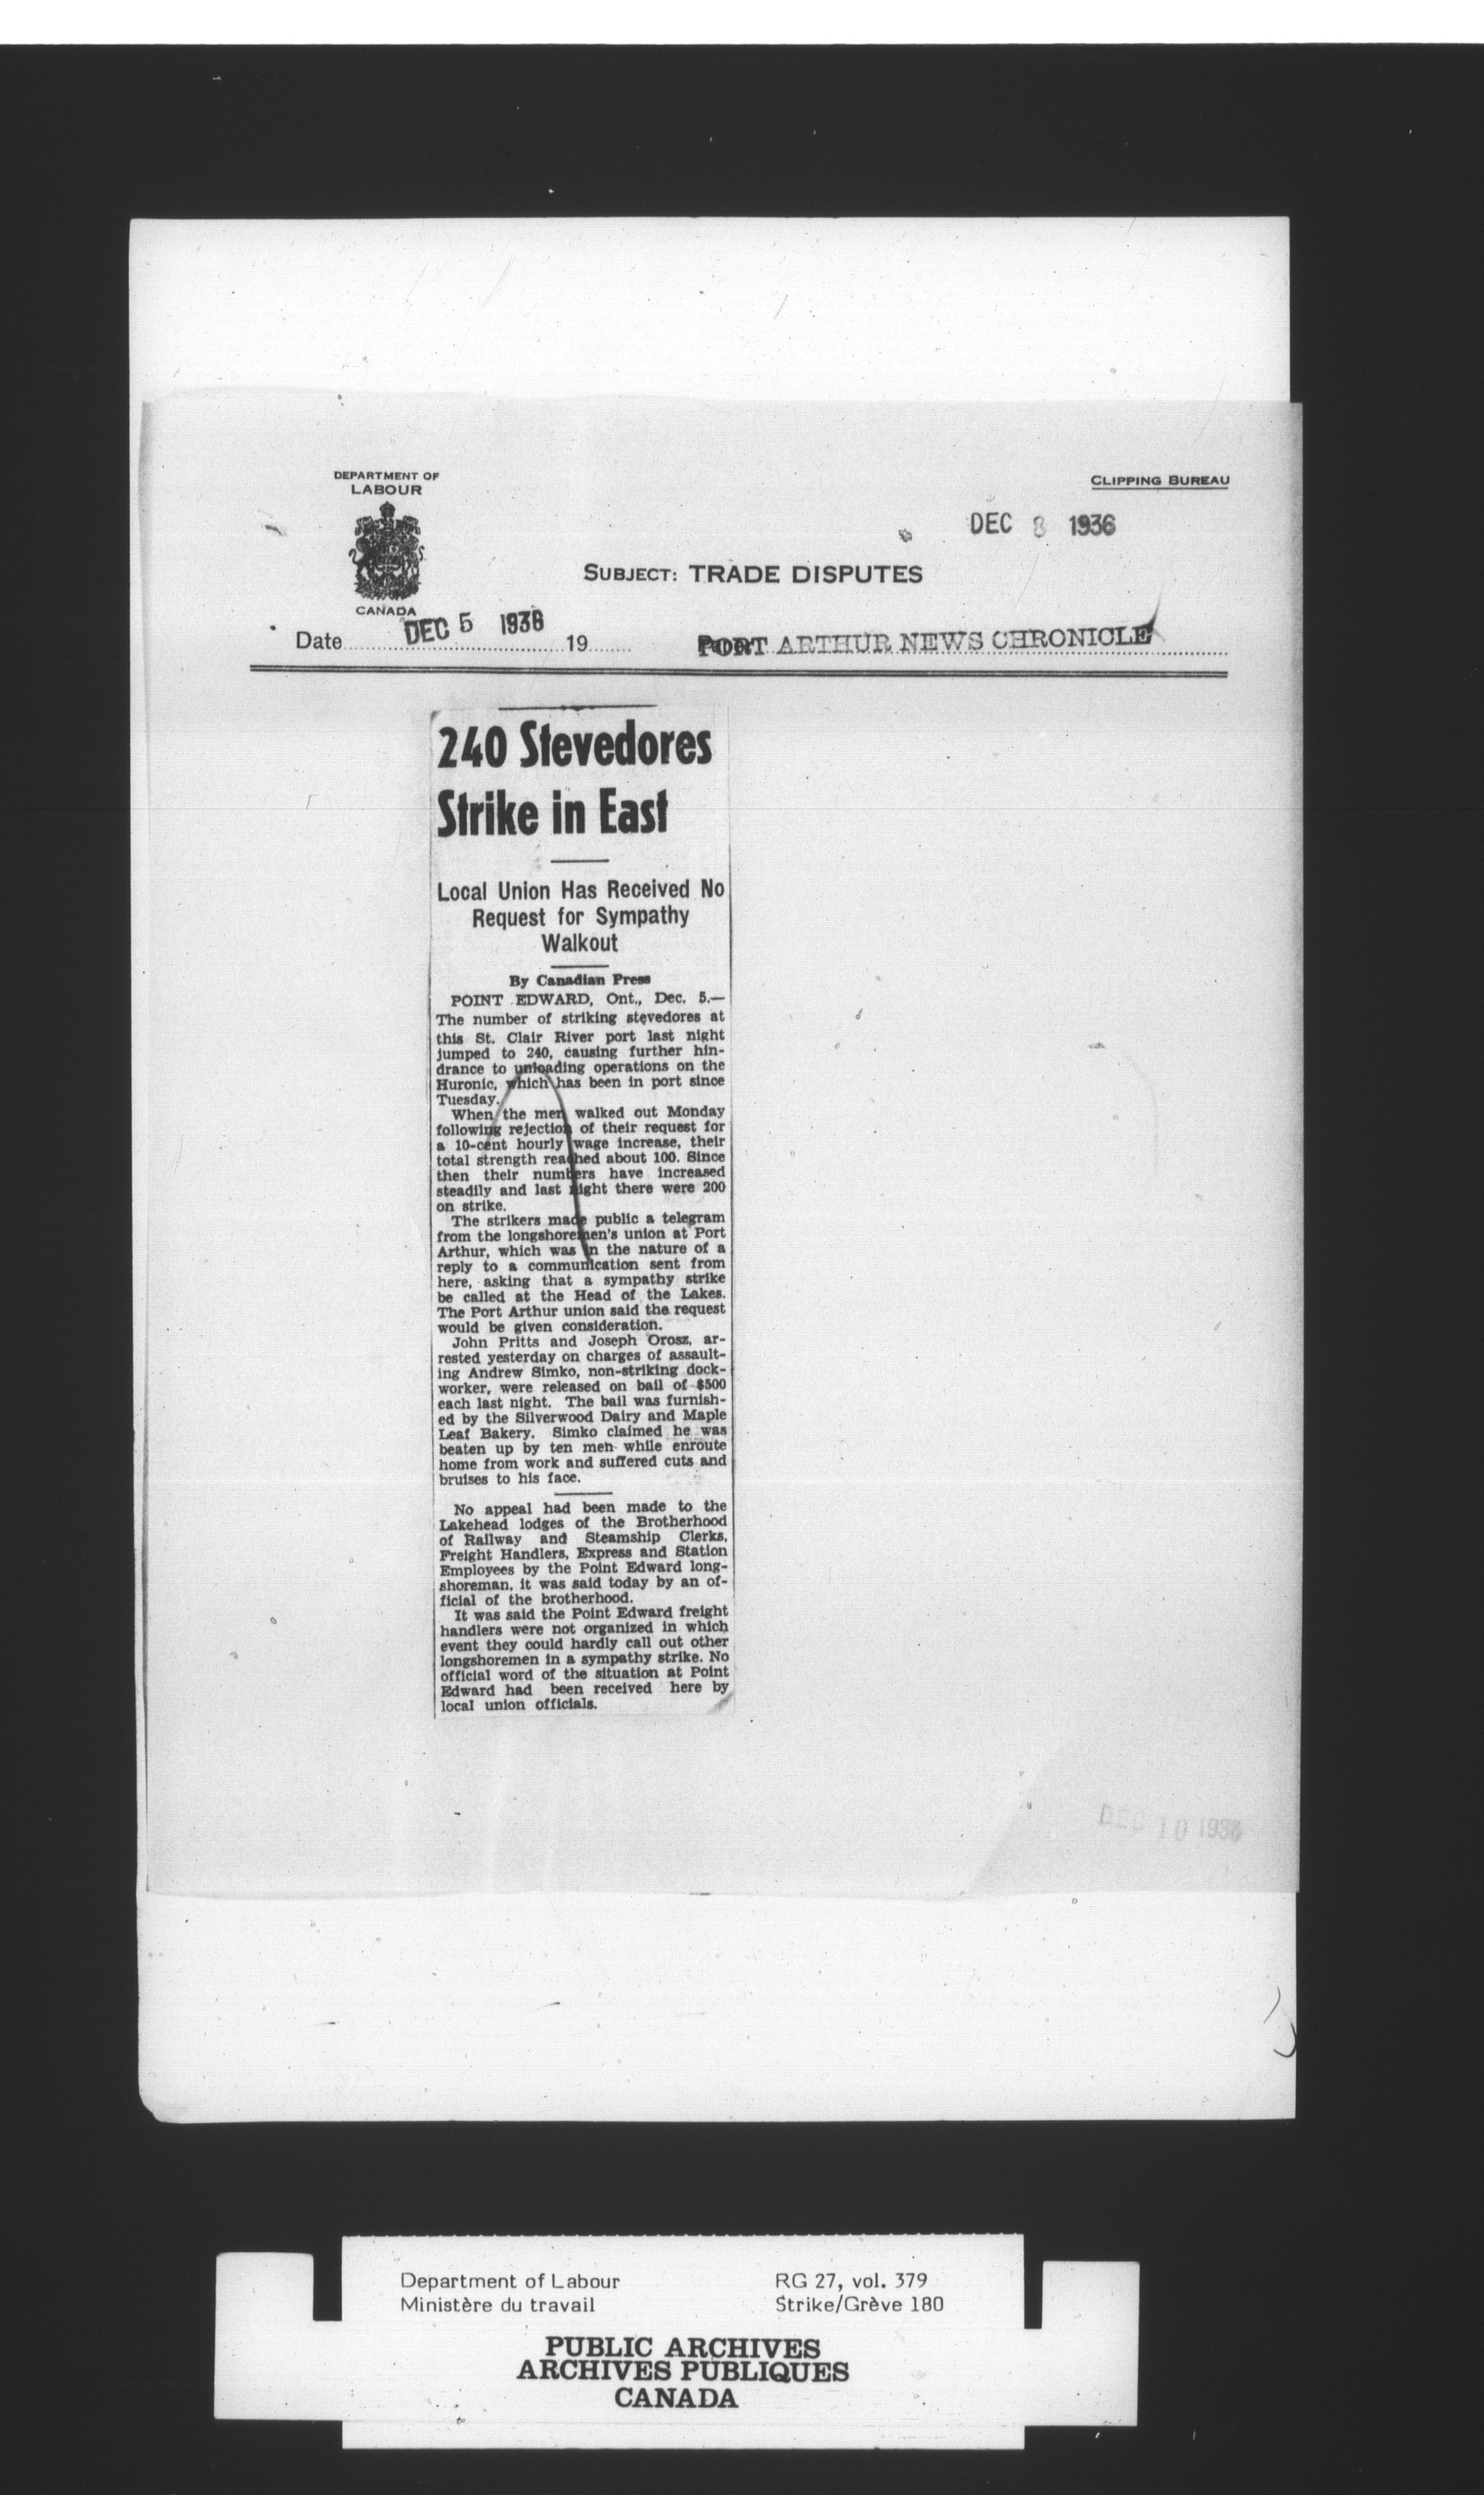 DEPARTMENT OF
LABOUR
CANADA
CLIPPING BUREAU
DEC 8 1936
SUBJECT: TRADE DISPUTES
Date DEC 5 1936 19
PORT ARTHUR NEWS CHRONICLE
240 Stevedores
Strike in East
Local Union Has Received No
Request for Sympathy
Walkout
By Canadian Press
POINT EDWARD, Ont., Dec. 5.—
The number of striking stevedores at
this St. Clair River port last night
jumped to 240, causing further hin-
drance to unloading operations on the
Huronic, which has been in port since
Tuesday.
When the men walked out Monday
following rejection of their request for
a 10-cent hourly wage increase, their
total strength reached about 100. Since
then their numbers have increased
steadily and last night there were 200
on strike.
The strikers made public a telegram
from the longshoremen's union at Port
Arthur, which was in the nature of a
reply to a communication sent from
here, asking that a sympathy strike
be called at the Head of the Lakes.
The Port Arthur union said the request
would be given consideration.
John Pritts and Joseph Orosz, ar-
rested yesterday on charges of assault-
ing Andrew Simko, non-striking dock-
worker, were released on bail of $500
each last night. The bail was furnish-
ed by the Silverwood Dairy and Maple
Leaf Bakery. Simko claimed he was
beaten up by ten men while enroute
home from work and suffered cuts and
bruises to his face.
No appeal had been made to the
Lakehead lodges of the Brotherhood
of Railway and Steamship Clerks,
Freight Handlers, Express and Station
Employees by the Point Edward long-
shoreman, it was said today by an of-
ficial of the brotherhood.
It was said the Point Edward freight
handlers were not organized in which
event they could hardly call out other
longshoremen in a sympathy strike. No
official word of the situation at Point
Edward had been received here by
local union officials.
DEC 10 1936
Department of Labour
Ministère du travail
RG 27, vol. 379
Strike/Grève 180
PUBLIC ARCHIVES
ARCHIVES PUBLIQUES
CANADA